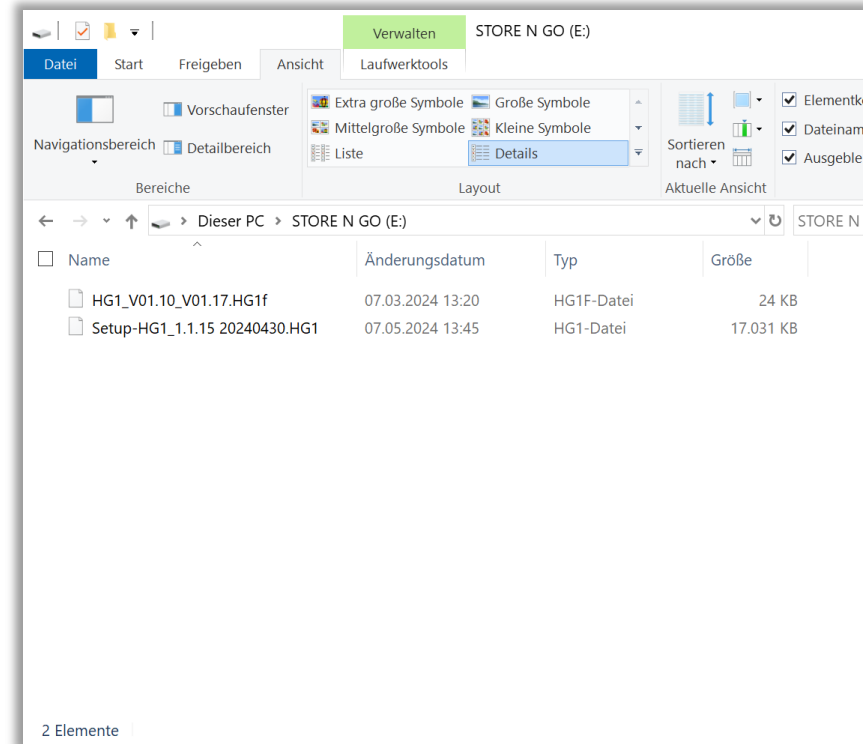 Verwalten STORE N GO (E:)
Datei Start Freigeben Ansicht Laufwerktools
Navigationsbereich
Vorschaufenster
Detailbereich
Bereiche
Extra große Symbole Große Symbole
Mittelgroße Symbole Kleine Symbole
Liste Details
Layout
Sortieren
nach
Aktuelle Ansicht
← → ↑ > Dieser PC > STORE N GO (E:) STORE N
Name Änderungsdatum Typ Größe
HG1_V01.10_V01.17.HG1f 07.03.2024 13:20 HG1F-Datei 24 KB
Setup-HG1_1.1.15 20240430.HG1 07.05.2024 13:45 HG1-Datei 17.031 KB
2 Elemente